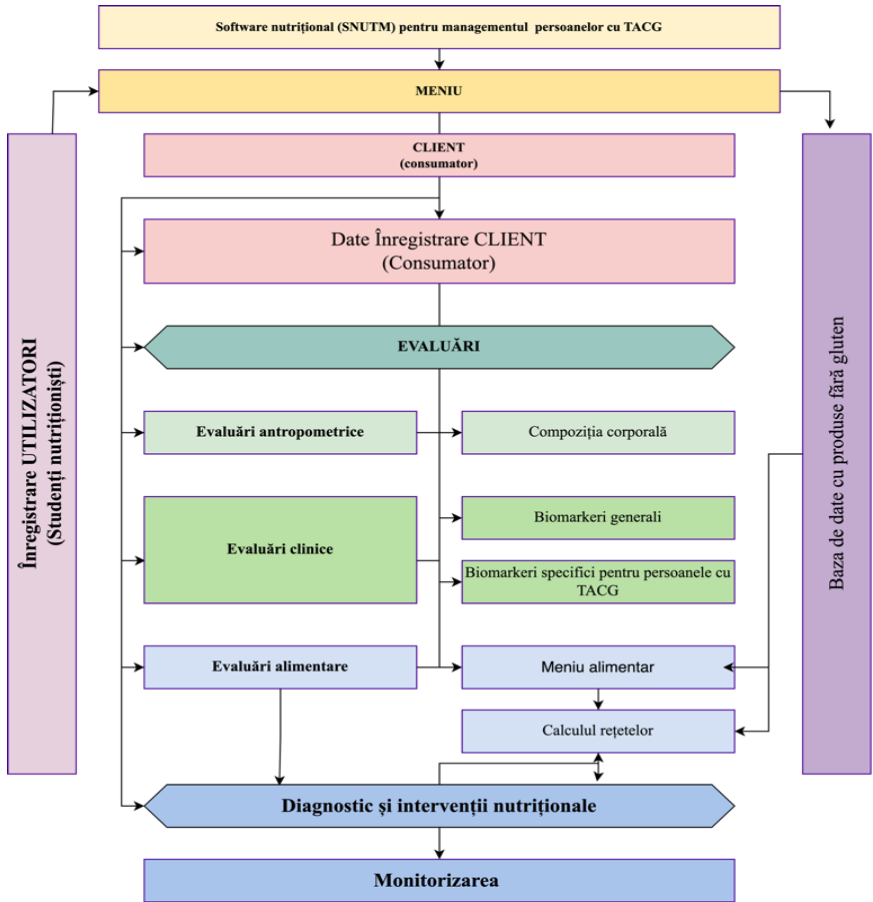 Software nutrițional (SNUTM) pentru managementul persoanelor cu TACG
MENIU
CLIENT
(consumator)
Date Înregistrare CLIENT
(Consumator)
EVALUĂRI
Evaluări antropometrice
Compoziția corporală
Evaluări clinice
Biomarkeri generali
Biomarkeri specifici pentru persoanele cu
TACG
Evaluări alimentare
Meniu alimentar
Calculul rețetelor
Diagnostic și intervenții nutriționale
Monitorizarea
Înregistrare UTILIZATORI
(Studenți nutriționiști)
Baza de date cu produse fără gluten